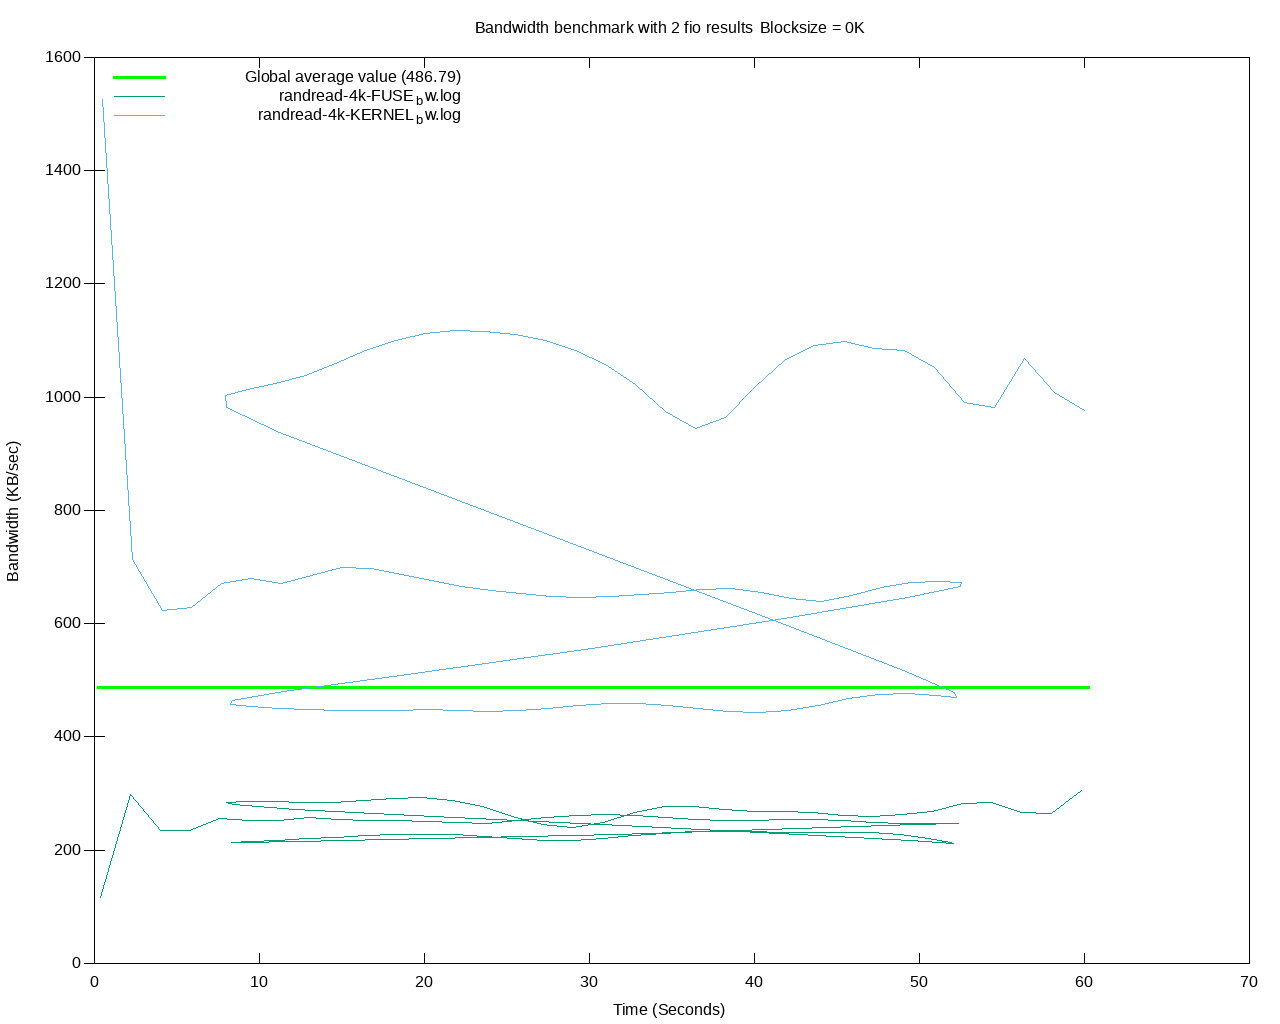 Bandwidth benchmark with 2 fio results Blocksize = 0K
1600
1400
1200
1000
800
600
400
200
0
Bandwidth (KB/sec)
Global average value (486.79)
randread-4k-FUSEbw.log
randread-4k-KERNELbw.log
0 10 20 30 40 50 60 70
Time (Seconds)